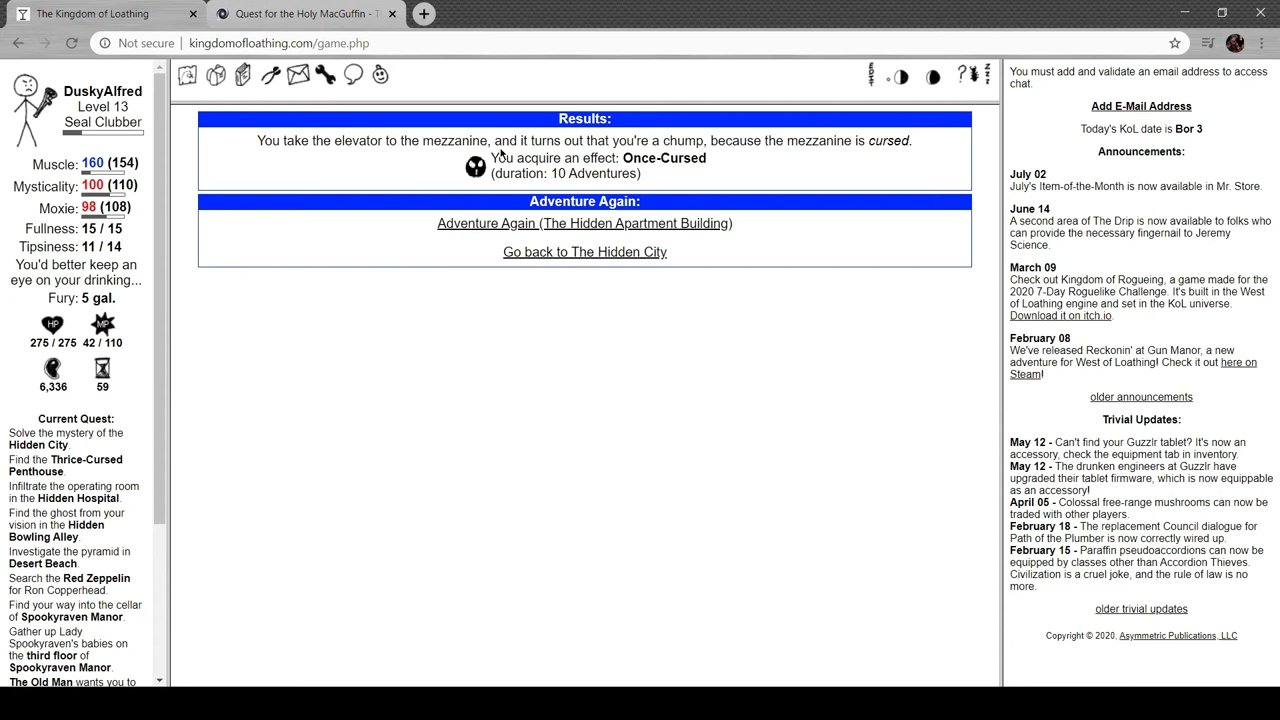 The Kingdom of Loathing
Quest for the Holy MacGuffin - T
Not secure | kingdomofloathing.com/game.php
DuskyAlfred
Level 13
Seal Clubber
Muscle: 160 (154)
Mysticality: 100 (110)
Moxie: 98 (108)
Fullness: 15 / 15
Tipsiness: 11 / 14
You'd better keep an
eye on your drinking...
Fury: 5 gal.
HP MP
275 / 275 42 / 110
6,336 59
Current Quest:
Solve the mystery of the
Hidden City.
Find the Thrice-Cursed
Penthouse.
Infiltrate the operating room
in the Hidden Hospital.
Find the ghost from your
vision in the Hidden
Bowling Alley.
Investigate the pyramid in
Desert Beach.
Search the Red Zeppelin
for Ron Copperhead.
Find your way into the cellar
of Spookyraven Manor.
Gather up Lady
Spookyraven's babies on
the third floor of
Spookyraven Manor.
The Old Man wants you to
Results:
You take the elevator to the mezzanine, and it turns out that you're a chump, because the mezzanine is cursed.
You acquire an effect: Once-Cursed
(duration: 10 Adventures)
Adventure Again:
Adventure Again (The Hidden Apartment Building)
Go back to The Hidden City
You must add and validate an email address to access
chat.
Add E-Mail Address
Today's KoL date is Bor 3
Announcements:
July 02
July's Item-of-the-Month is now available in Mr. Store.
June 14
A second area of The Drip is now available to folks who
can provide the necessary fingernail to Jeremy
Science.
March 09
Check out Kingdom of Rogueing, a game made for the
2020 7-Day Roguelike Challenge. It's built in the West
of Loathing engine and set in the KoL universe.
Download it on itch.io.
February 08
We've released Reckonin' at Gun Manor, a new
adventure for West of Loathing! Check it out here on
Steam!
older announcements
Trivial Updates:
May 12 - Can't find your Guzzlr tablet? It's now an
accessory, check the equipment tab in inventory.
May 12 - The drunken engineers at Guzzlr have
upgraded their tablet firmware, which is now equippable
as an accessory!
April 05 - Colossal free-range mushrooms can now be
traded with other players.
February 18 - The replacement Council dialogue for
Path of the Plumber is now correctly wired up.
February 15 - Paraffin pseudoaccordions can now be
equipped by classes other than Accordion Thieves.
Civilization is a cruel joke, and the rule of law is no
more.
older trivial updates
Copyright © 2020, Asymmetric Publications, LLC